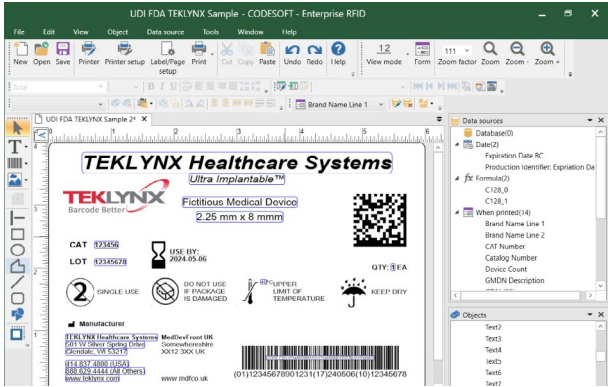 UDI FDA TEKLYNX Sample - CODESOFT - Enterprise RFID
File Edit View Object Data source Tools Window Help
New Open Save Printer Printer setup Label/Page setup Print Cut Copy Paste Undo Redo Help View mode Form Zoom factor Zoom Zoom - Zoom +
111
Arial
Brand Name Line 1
UDI FDA TEKLYNX Sample 2*
TEKLYNX Healthcare Systems
Ultra Implantable™
TEKLYNX
Barcode Better
Fictitious Medical Device
2.25 mm x 8 mmm
CAT 123456
LOT 12345678
USE BY:
2024-05-06
QTY: 1 EA
2 SINGLE USE
DO NOT USE
IF PACKAGE
IS DAMAGED
UPPER
LIMIT OF
TEMPERATURE
KEEP DRY
Manufacturer
TEKLYNX Healthcare Systems
501 W Silver Spring Drive
Glendale, WI 53217
414.837.4800 (USA)
888.629.4444 (All Others)
www.teklynx.com
MedDevFront UK
Somewhereshire
XX12 3XX UK
www.mdfco.uk
(01)12345678901231(17)240506(10)12345678
Data sources
Database(0)
Date(2)
Expiration Date BC
Production Identifier: Expriation Da
Formula(2)
C128_0
C128_1
When printed(14)
Brand Name Line 1
Brand Name Line 2
CAT Number
Catalog Number
Device Count
GMDN Description
Objects
Text2
Text3
Text4
Text5
Text6
Text7